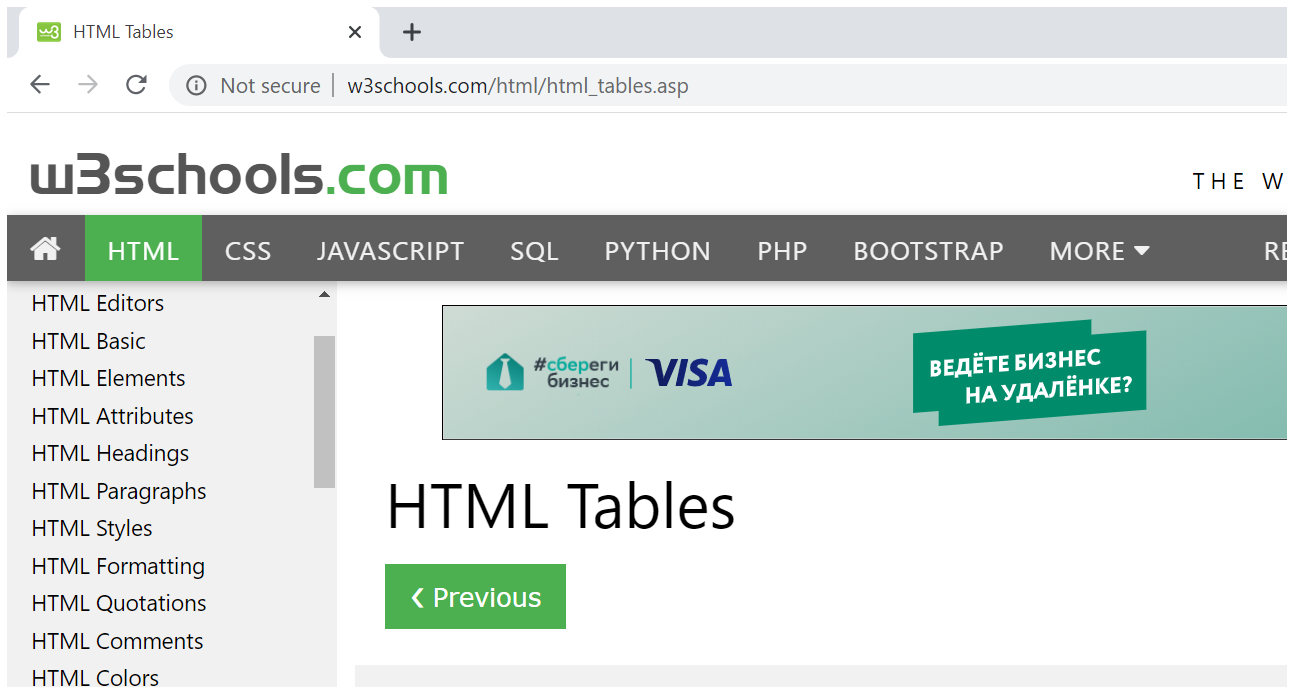 HTML Tables
Not secure | w3schools.com/html/html_tables.asp
w3schools.com
THE W
HTML CSS JAVASCRIPT SQL PYTHON PHP BOOTSTRAP MORE RE
HTML Editors
HTML Basic
HTML Elements
HTML Attributes
HTML Headings
HTML Paragraphs
HTML Styles
HTML Formatting
HTML Quotations
HTML Comments
HTML Colors
#сбереги
бизнес
VISA
ВЕДЁТЕ БИЗНЕС
НА УДАЛЁНКЕ?
HTML Tables
❮ Previous